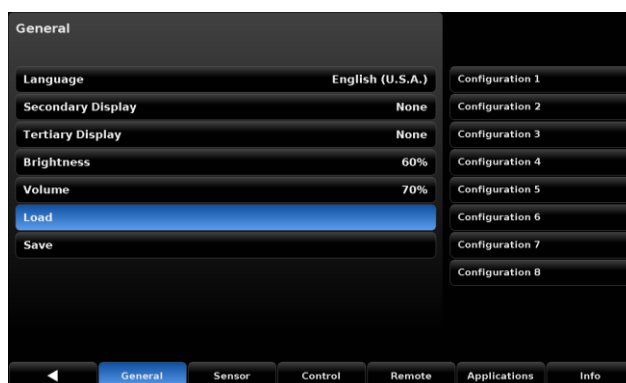 General
Language English (U.S.A.)
Secondary Display None
Tertiary Display None
Brightness 60%
Volume 70%
Load
Save
Configuration 1
Configuration 2
Configuration 3
Configuration 4
Configuration 5
Configuration 6
Configuration 7
Configuration 8
General Sensor Control Remote Applications Info